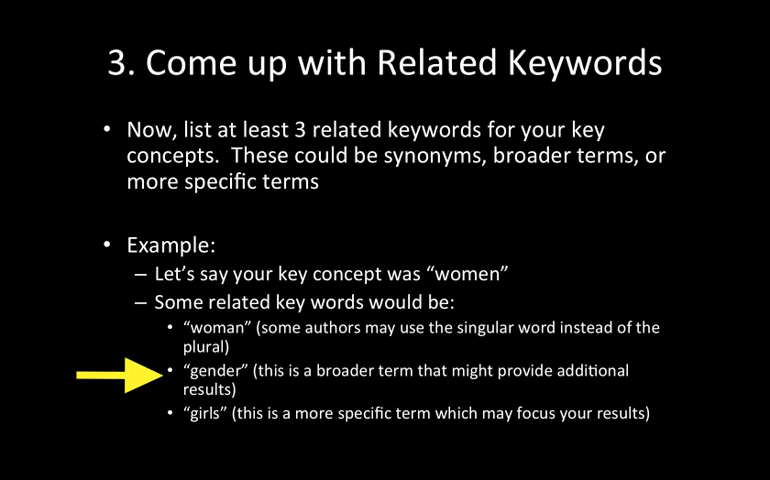 3. Come up with Related Keywords
• Now, list at least 3 related keywords for your key
concepts. These could be synonyms, broader terms, or
more specific terms
• Example:
– Let’s say your key concept was “women”
– Some related key words would be:
• “woman” (some authors may use the singular word instead of the
plural)
• “gender” (this is a broader term that might provide additional
results)
• “girls” (this is a more specific term which may focus your results)